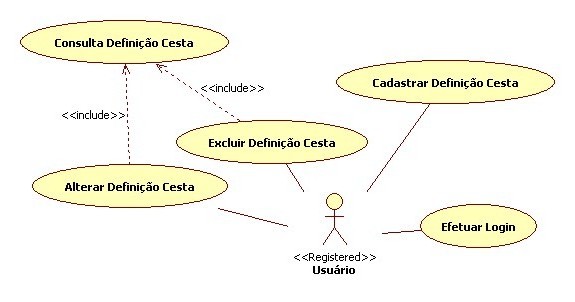 Consulta Definição Cesta
<<include>>
Cadastrar Definição Cesta
<<include>>
Excluir Definição Cesta
Alterar Definição Cesta
Efetuar Login
<<Registered>>
Usuário